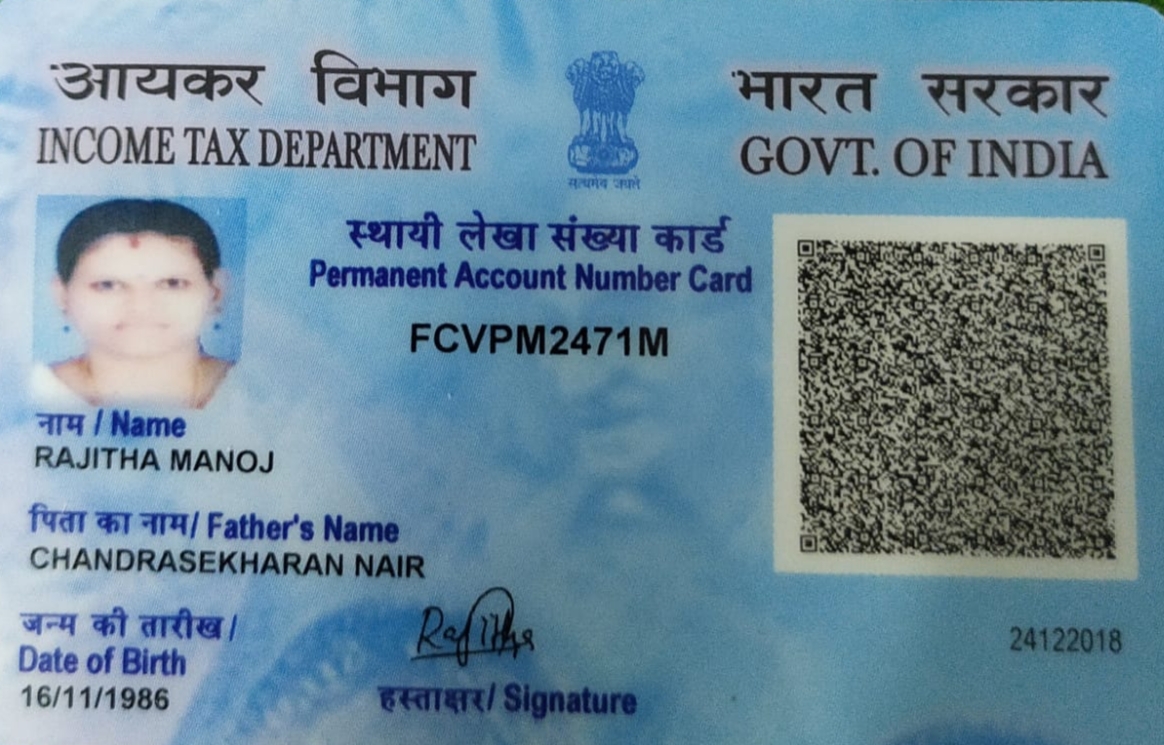 आयकर विभाग
INCOME TAX DEPARTMENT
सत्यमेव जयते
भारत सरकार
GOVT. OF INDIA
स्थायी लेखा संख्या कार्ड
Permanent Account Number Card
FCVPM2471M
नाम / Name
RAJITHA MANOJ
पिता का नाम/ Father's Name
CHANDRASEKHARAN NAIR
जन्म की तारीख/
Date of Birth
16/11/1986
Rajitha
हस्ताक्षर/ Signature
24122018